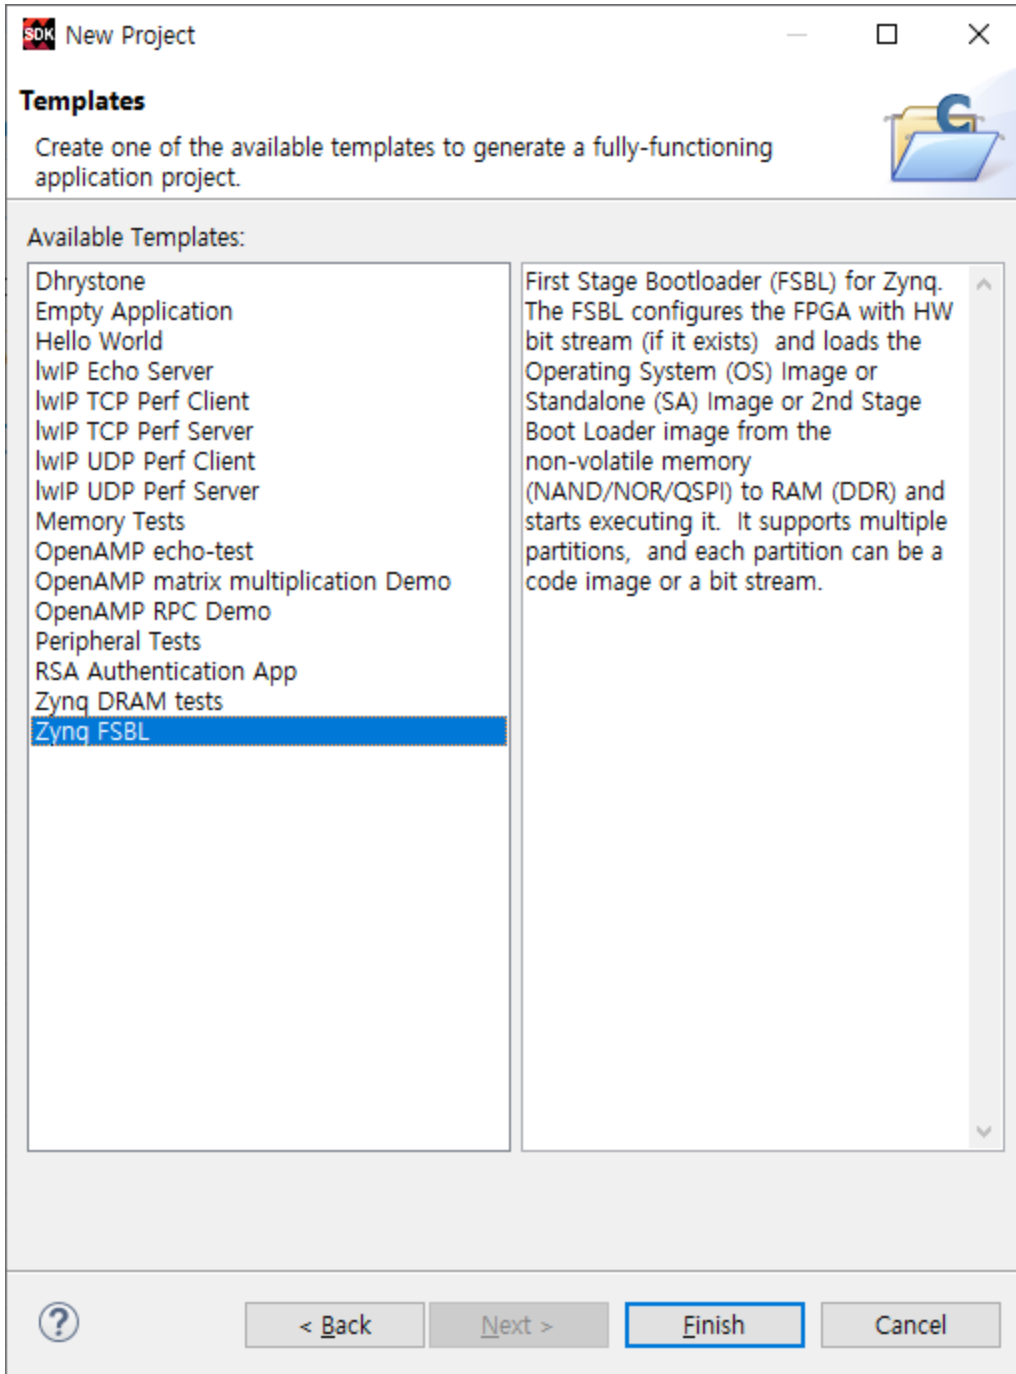 SDK New Project
Templates
Create one of the available templates to generate a fully-functioning
application project.
Available Templates:
Dhrystone
Empty Application
Hello World
lwIP Echo Server
lwIP TCP Perf Client
lwIP TCP Perf Server
lwIP UDP Perf Client
lwIP UDP Perf Server
Memory Tests
OpenAMP echo-test
OpenAMP matrix multiplication Demo
OpenAMP RPC Demo
Peripheral Tests
RSA Authentication App
Zynq DRAM tests
Zynq FSBL
First Stage Bootloader (FSBL) for Zynq.
The FSBL configures the FPGA with HW
bit stream (if it exists)  and loads the
Operating System (OS) Image or
Standalone (SA) Image or 2nd Stage
Boot Loader image from the
non-volatile memory
(NAND/NOR/QSPI) to RAM (DDR) and
starts executing it.  It supports multiple
partitions,  and each partition can be a
code image or a bit stream.
? < Back Next > Finish Cancel